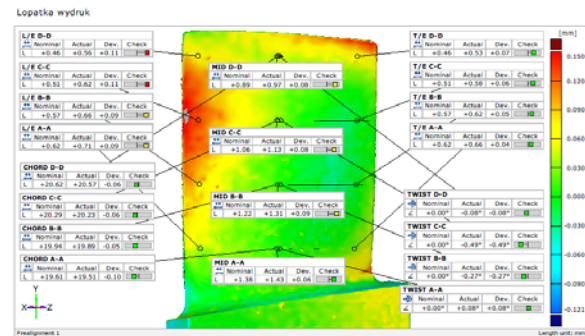 Lopatka wydruk
L/E D-D
Nominal Actual Dev. Check
L +0.46 +0.56 +0.11
L/E C-C
Nominal Actual Dev. Check
L +0.51 +0.62 +0.11
L/E B-B
Nominal Actual Dev. Check
L +0.57 +0.66 +0.09
L/E A-A
Nominal Actual Dev. Check
L +0.62 +0.71 +0.09
CHORD D-D
Nominal Actual Dev. Check
L +20.62 +20.57 -0.06
CHORD C-C
Nominal Actual Dev. Check
L +20.29 +20.23 -0.06
CHORD B-B
Nominal Actual Dev. Check
L +19.94 +19.89 -0.05
CHORD A-A
Nominal Actual Dev. Check
L +19.61 +19.51 -0.10
MID D-D
Nominal Actual Dev. Check
L +0.89 +0.97 +0.08
MID C-C
Nominal Actual Dev. Check
L +1.06 +1.13 +0.08
MID B-B
Nominal Actual Dev. Check
L +1.22 +1.31 +0.09
MID A-A
Nominal Actual Dev. Check
L +1.38 +1.43 +0.06
T/E D-D
Nominal Actual Dev. Check
L +0.46 +0.53 +0.07
T/E C-C
Nominal Actual Dev. Check
L +0.51 +0.58 +0.06
T/E B-B
Nominal Actual Dev. Check
L +0.57 +0.62 +0.05
T/E A-A
Nominal Actual Dev. Check
L +0.62 +0.66 +0.04
TWIST D-D
Nominal Actual Dev. Check
+0.00° -0.08° -0.08°
TWIST C-C
Nominal Actual Dev. Check
+0.00° -0.49° -0.49°
TWIST B-B
Nominal Actual Dev. Check
+0.00° -0.27° -0.27°
TWIST A-A
Nominal Actual Dev. Check
+0.00° +0.08° +0.08°
[mm]
0.150
0.090
0.060
0.030
0.000
-0.030
-0.060
-0.090
Y
X Z
Prealignment 1
Length unit: mm